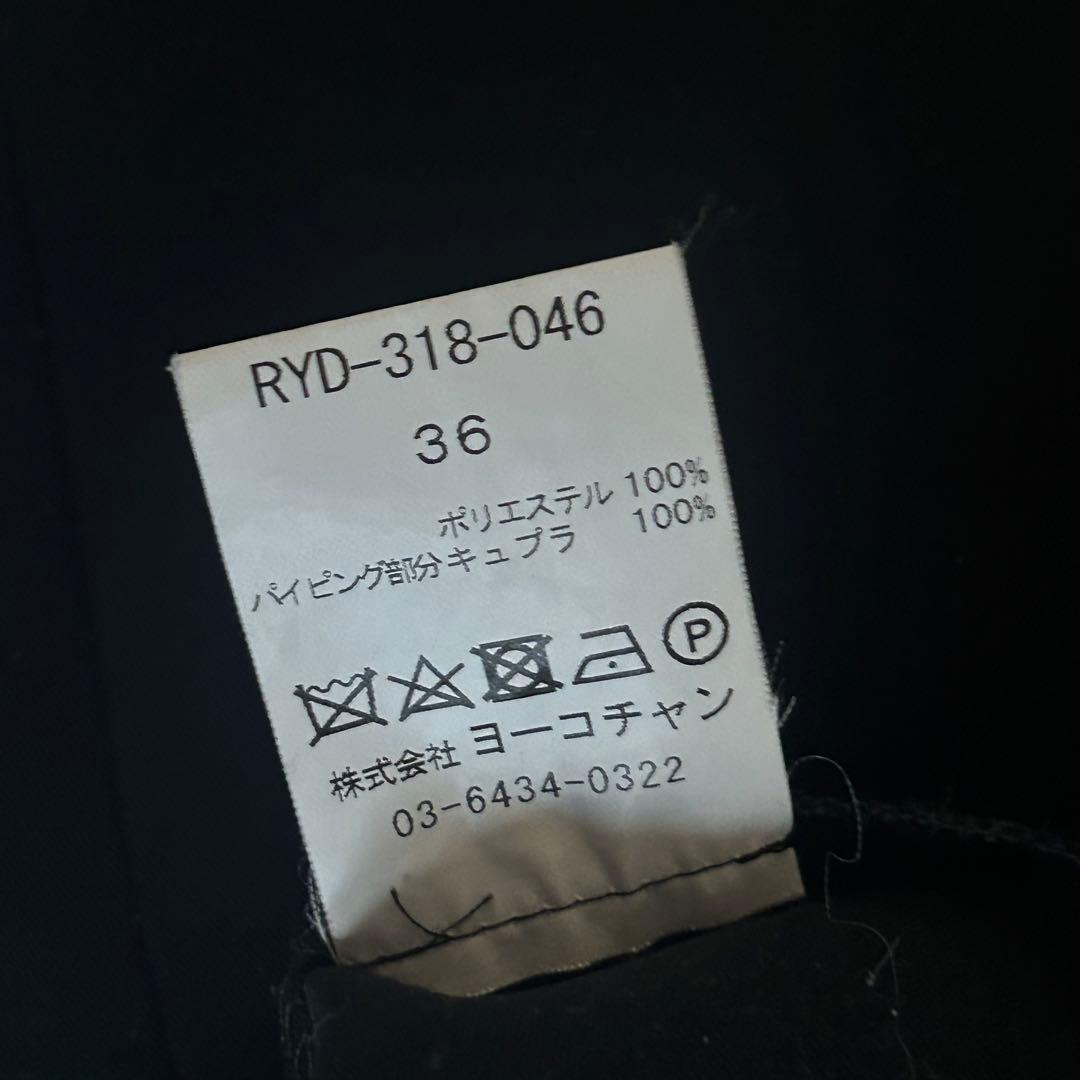 RYD-318-046
36
ポリエステル 100%
パイピング部分キュプラ 100%
P
株式会社 ヨーコチャン
03-6434-0322